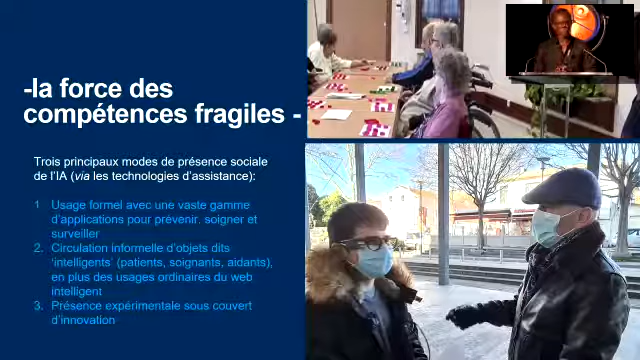 -la force des
compétences fragiles -
Trois principaux modes de présence sociale
de l'IA (via les technologies d'assistance):
1 Usage formel avec une vaste gamme
d'applications pour prévenir. soigner et
surveiller
2. Circulation informelle d'objets dits
'intelligents' (patients, soignants, aidants),
en plus des usages ordinaires du web
intelligent
3. Présence expérimentale sous couvert
d'innovation